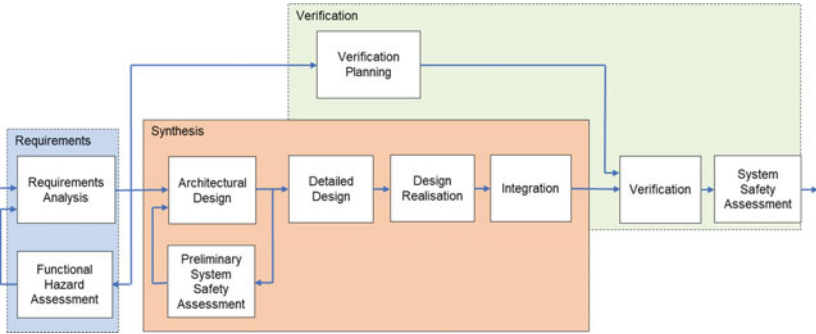 Verification
Verification
Planning
Requirements
Synthesis
Requirements
Analysis
Architectural
Design
Detailed
Design
Design
Realisation
Integration
Verification
System
Safety
Assessment
Functional
Hazard
Assessment
Preliminary
System
Safety
Assessment